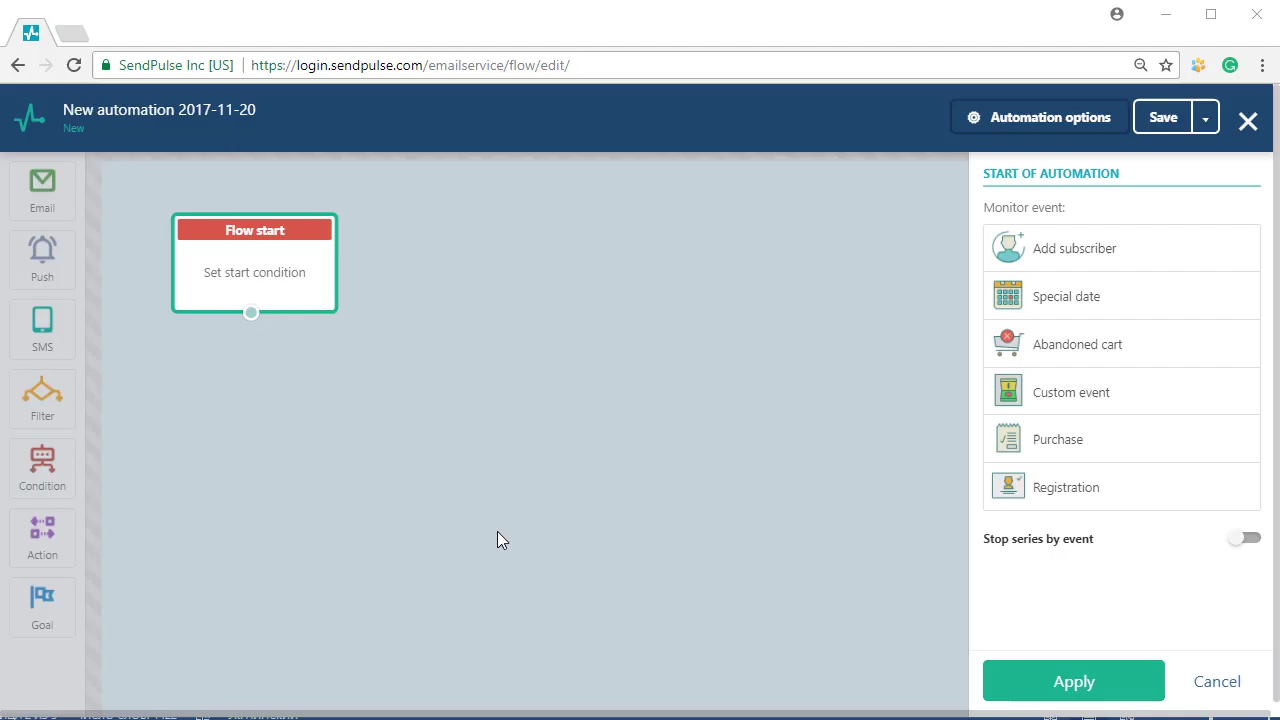 SendPulse Inc [US] https://login.sendpulse.com/emailservice/flow/edit/
New automation 2017-11-20
New
Automation options
Save
Email
Push
SMS
Filter
Condition
Action
Goal
Flow start
Set start condition
START OF AUTOMATION
Monitor event:
Add subscriber
Special date
Abandoned cart
Custom event
Purchase
Registration
Stop series by event
Apply
Cancel